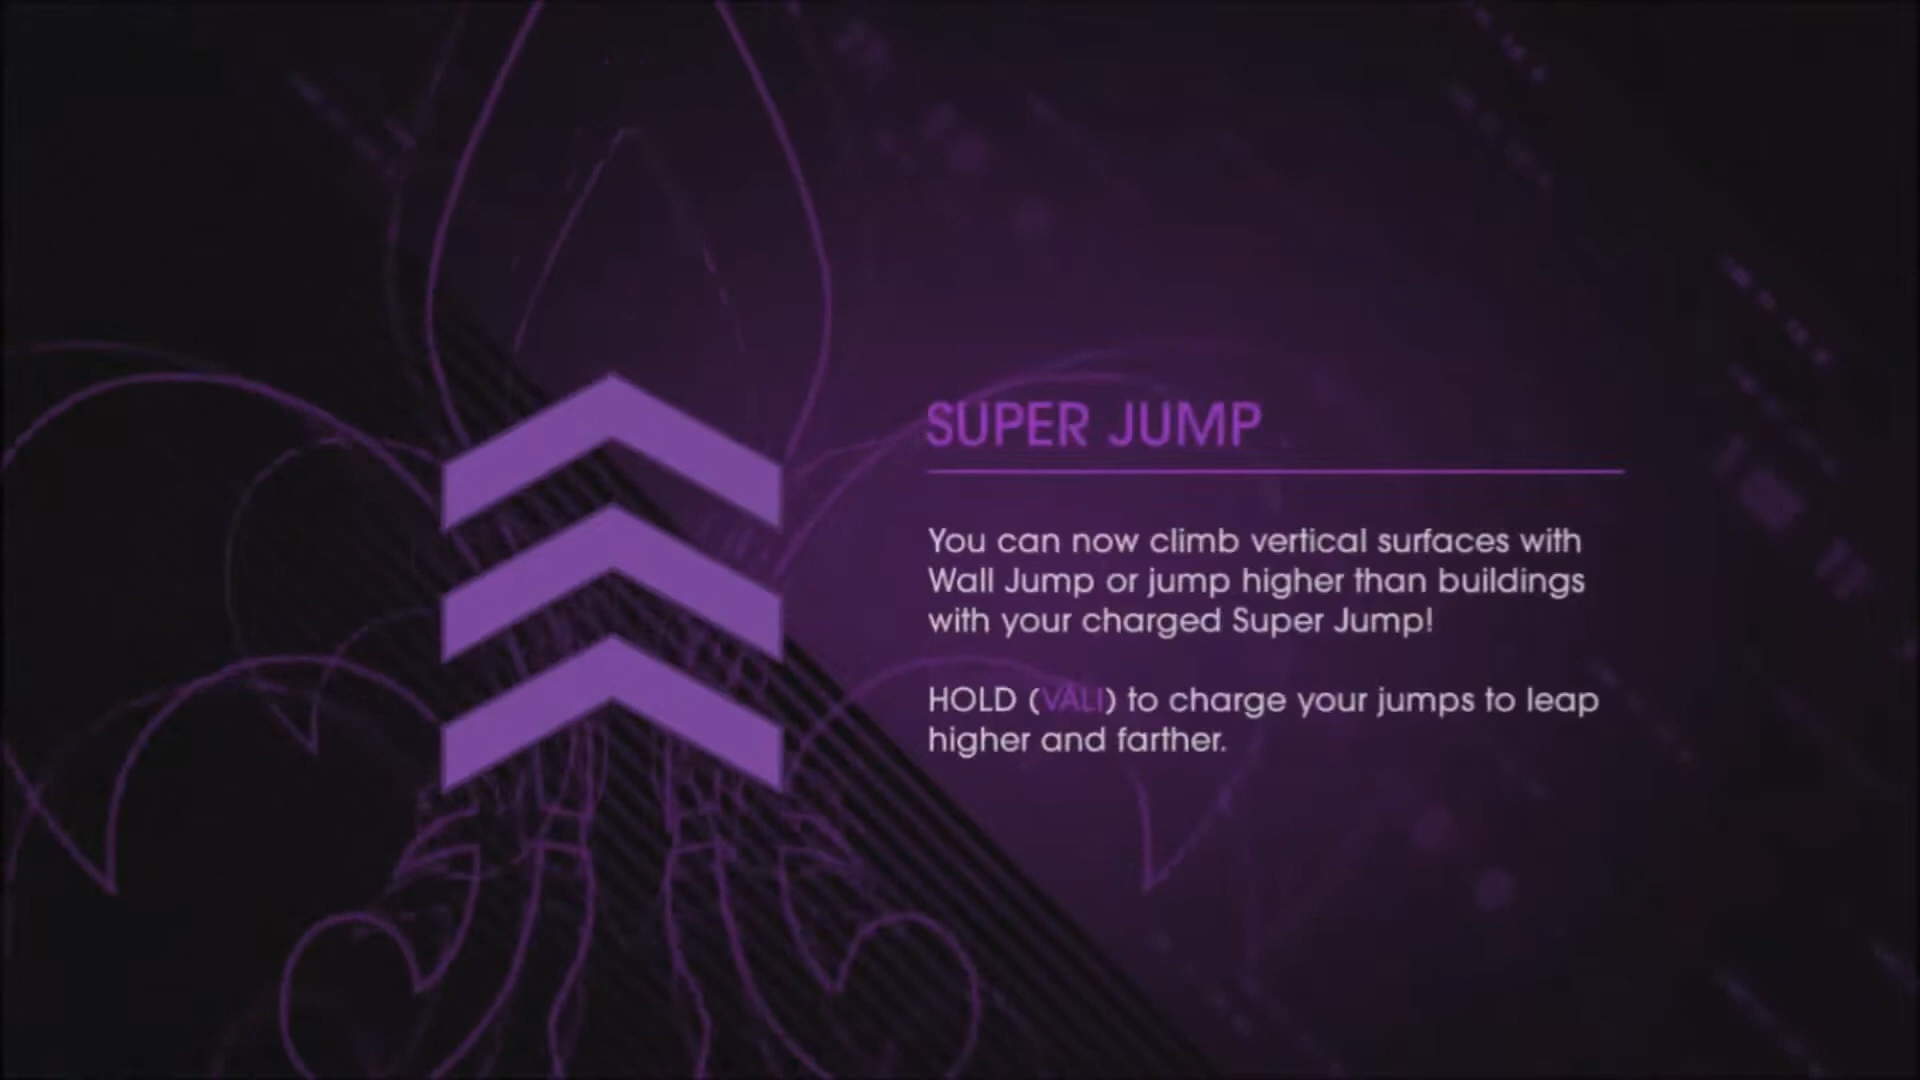 SUPER JUMP
You can now climb vertical surfaces with
Wall Jump or jump higher than buildings
with your charged Super Jump!
HOLD (VALI) to charge your jumps to leap
higher and farther.